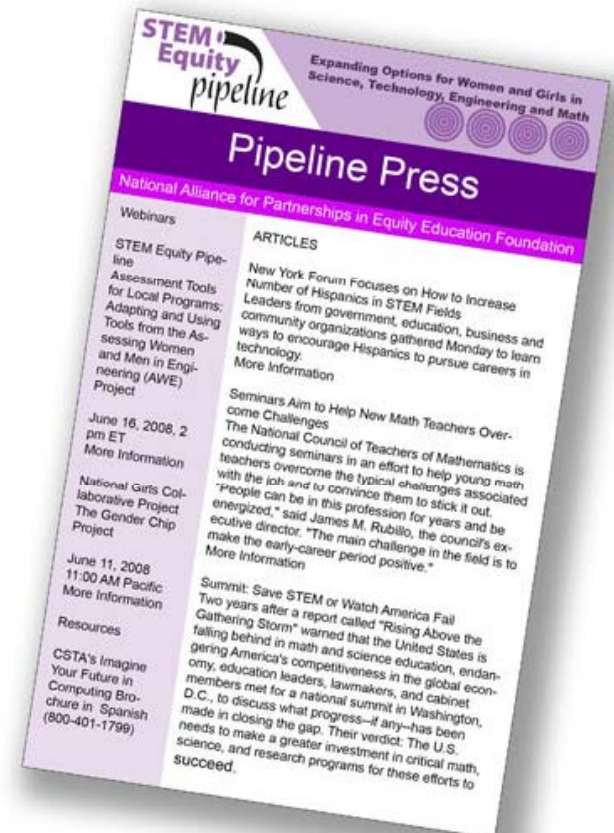 STEM
Equity
pipeline
Expanding Options for Women and Girls in
Science, Technology, Engineering and Math
Pipeline Press
National Alliance for Partnerships in Equity Education Foundation
Webinars
STEM Equity Pipe-
line
Assessment Tools
for Local Programs:
Adapting and Using
Tools from the As-
sessing Women
and Men in Engi-
neering (AWE)
Project
June 16, 2008, 2
pm ET
More Information
National Girls Col-
laborative Project
The Gender Chip
Project
June 11, 2008
11:00 AM Pacific
More Information
Resources
CSTA's Imagine
Your Future in
Computing Bro-
chure in Spanish
(800-401-1799)
ARTICLES
New York Forum Focuses on How to Increase
Number of Hispanics in STEM Fields
Leaders from government, education, business and
community organizations gathered Monday to learn
ways to encourage Hispanics to pursue careers in
technology.
More Information
Seminars Aim to Help New Math Teachers Over-
come Challenges
The National Council of Teachers of Mathematics is
conducting seminars in an effort to help young math
teachers overcome the typical challenges associated
with the job and to convince them to stick it out.
"People can be in this profession for years and be
energized," said James M. Rubillo, the council's ex-
ecutive director. "The main challenge in the field is to
make the early-career period positive."
More Information
Summit: Save STEM or Watch America Fail
Two years after a report called "Rising Above the
Gathering Storm" warned that the United States is
falling behind in math and science education, endan-
gering America's competitiveness in the global econ-
omy, education leaders, lawmakers, and cabinet
members met for a national summit in Washington,
D.C., to discuss what progress--if any--has been
made in closing the gap. Their verdict: The U.S.
needs to make a greater investment in critical math,
science, and research programs for these efforts to
succeed.